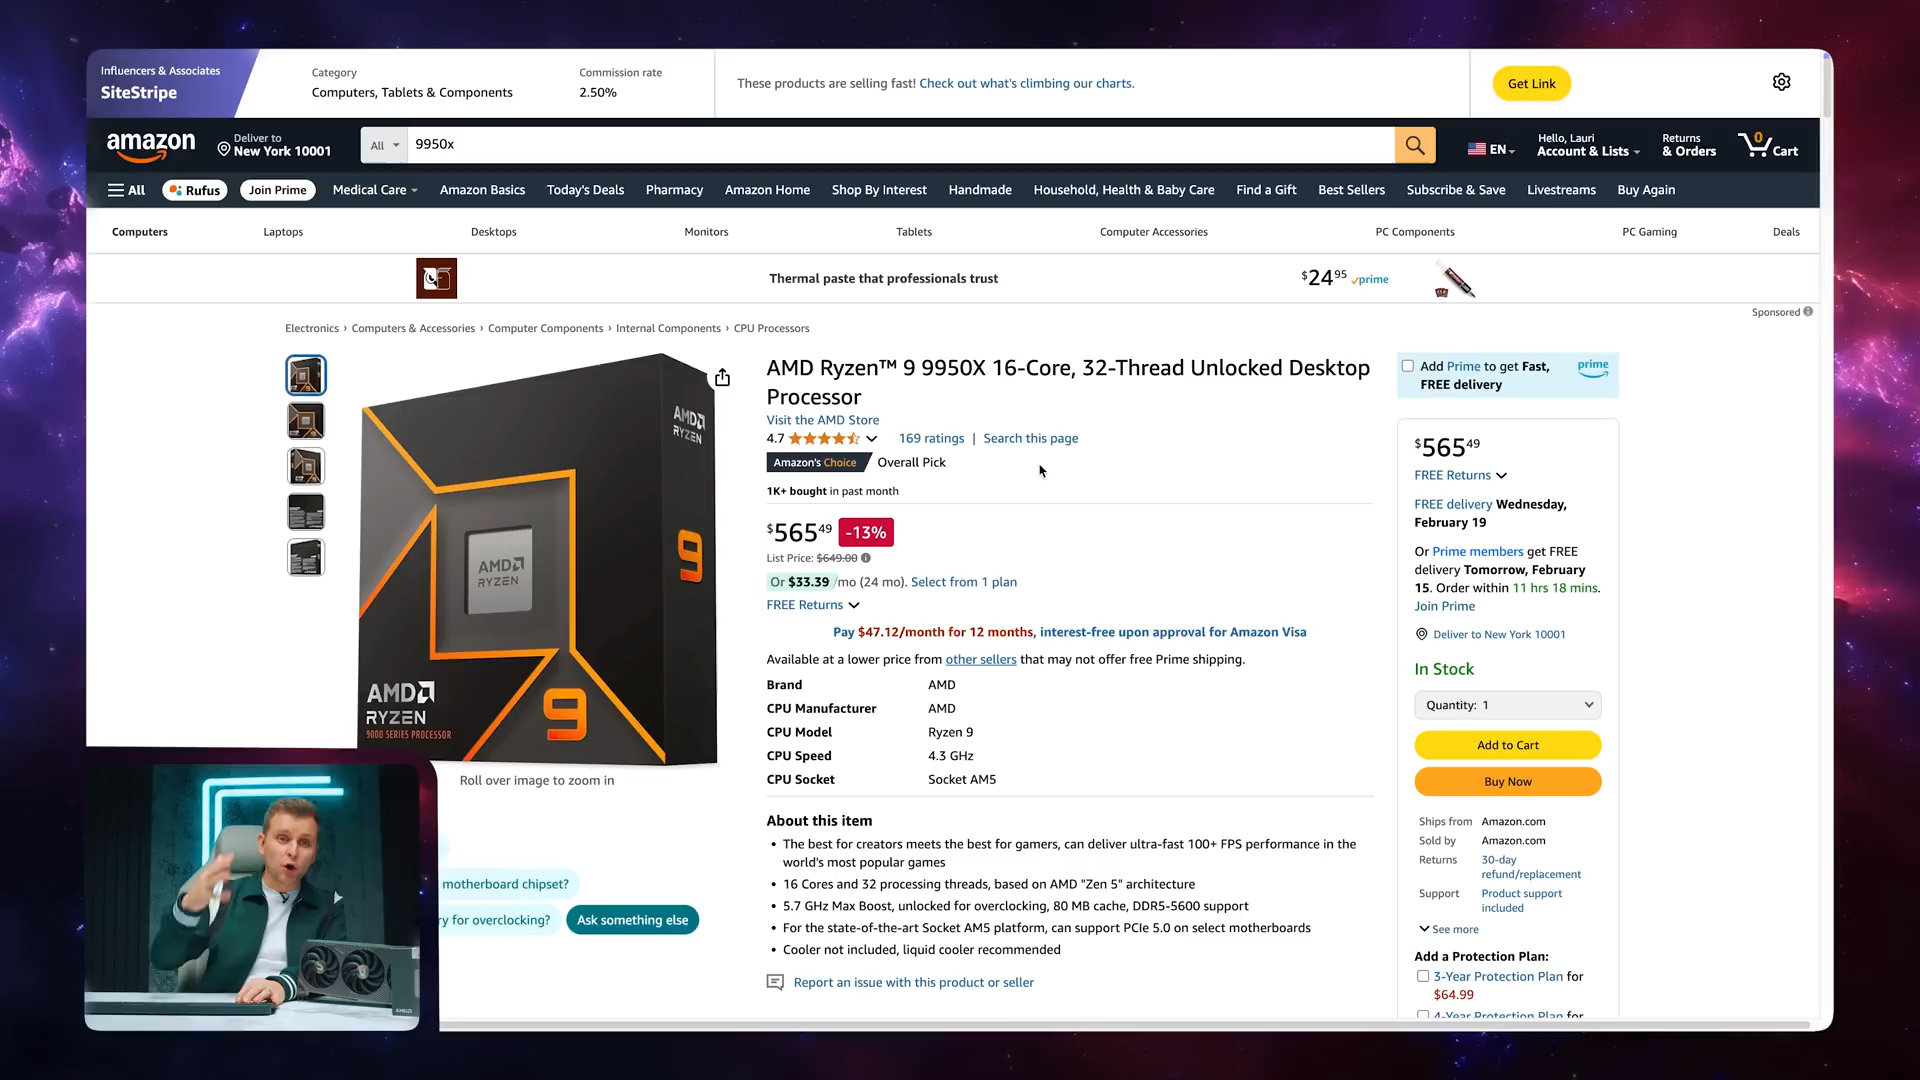 Influencers & Associates
SiteStripe
Category
Computers, Tablets & Components
Commission rate
2.50%
These products are selling fast! Check out what's climbing our charts.
Get Link
amazon
Deliver to
New York 10001
All
9950x
EN
Hello, Lauri
Account & Lists
Returns
& Orders
0
Cart
All
Rufus
Join Prime
Medical Care
Amazon Basics
Today's Deals
Pharmacy
Amazon Home
Shop By Interest
Handmade
Household, Health & Baby Care
Find a Gift
Best Sellers
Subscribe & Save
Livestreams
Buy Again
Computers
Laptops
Desktops
Monitors
Tablets
Computer Accessories
PC Components
PC Gaming
Deals
Thermal paste that professionals trust
$24 95 prime
Sponsored
Electronics › Computers & Accessories › Computer Components › Internal Components › CPU Processors
AMD
RYZEN
9
AMD
RYZEN
AMD
RYZEN
9000 SERIES PROCESSOR
9
Roll over image to zoom in
motherboard chipset?
ry for overclocking?
Ask something else
AMD Ryzen™ 9 9950X 16-Core, 32-Thread Unlocked Desktop
Processor
Visit the AMD Store
4.7
169 ratings | Search this page
Amazon's Choice
Overall Pick
1K+ bought in past month
$565 49 -13%
List Price: $649.00
Or $33.39 /mo (24 mo). Select from 1 plan
FREE Returns
Pay $47.12/month for 12 months, interest-free upon approval for Amazon Visa
Available at a lower price from other sellers that may not offer free Prime shipping.
Brand AMD
CPU Manufacturer AMD
CPU Model Ryzen 9
CPU Speed 4.3 GHz
CPU Socket Socket AM5
About this item
• The best for creators meets the best for gamers, can deliver ultra-fast 100+ FPS performance in the
world's most popular games
• 16 Cores and 32 processing threads, based on AMD "Zen 5" architecture
• 5.7 GHz Max Boost, unlocked for overclocking, 80 MB cache, DDR5-5600 support
• For the state-of-the-art Socket AM5 platform, can support PCIe 5.0 on select motherboards
• Cooler not included, liquid cooler recommended
Report an issue with this product or seller
Add Prime to get Fast,
FREE delivery
prime
$565 49
FREE Returns
FREE delivery Wednesday,
February 19
Or Prime members get FREE
delivery Tomorrow, February
15. Order within 11 hrs 18 mins.
Join Prime
Deliver to New York 10001
In Stock
Quantity: 1
Add to Cart
Buy Now
Ships from Amazon.com
Sold by Amazon.com
Returns 30-day
refund/replacement
Support Product support
included
See more
Add a Protection Plan:
3-Year Protection Plan for
$64.99
4-Year Protection Plan for